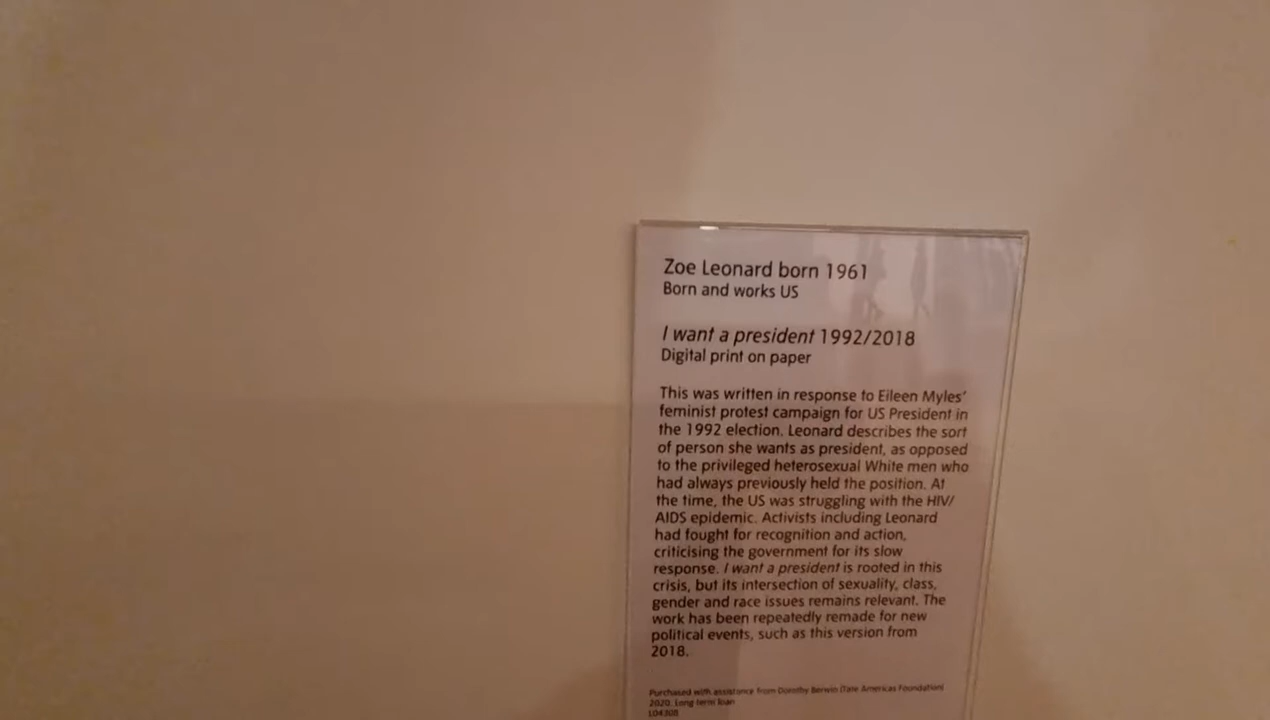 Zoe Leonard born 1961
Born and works US
I want a president 1992/2018
Digital print on paper
This was written in response to Eileen Myles'
feminist protest campaign for US President in
the 1992 election. Leonard describes the sort
of person she wants as president, as opposed
to the privileged heterosexual White men who
had always previously held the position. At
the time, the US was struggling with the HIV/
AIDS epidemic. Activists including Leonard
had fought for recognition and action,
criticising the government for its slow
response. I want a president is rooted in this
crisis, but its intersection of sexuality, class,
gender and race issues remains relevant. The
work has been repeatedly remade for new
political events, such as this version from
2018.
Purchased with assistance from Dorothy Berwin (Tate Americas Foundation)
2020. Long term loan